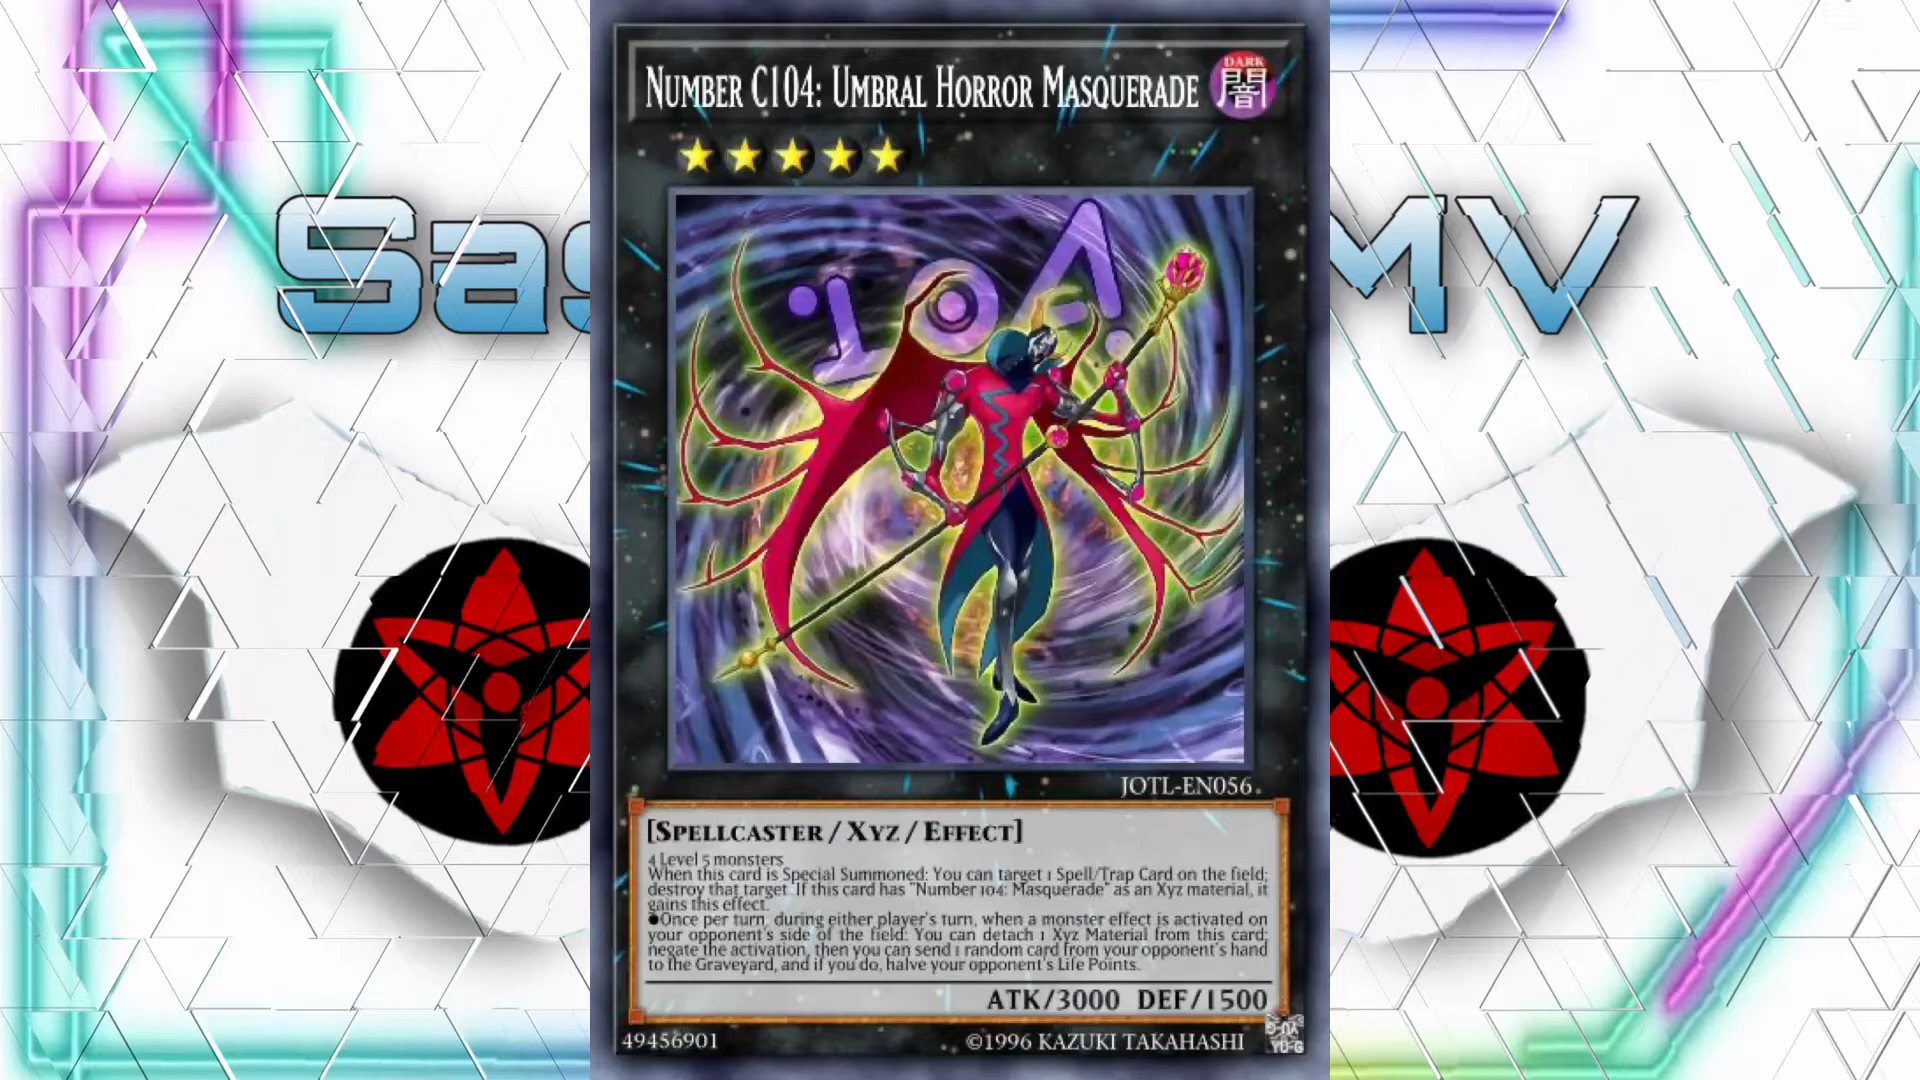 Sas
MV
NUMBER C104: UMBRAL HORROR MASQUERADE
DARK
闇
104
JOTL-EN056
[SPELLCASTER / XYZ / EFFECT]
4 Level 5 monsters
When this card is Special Summoned: You can target 1 Spell/Trap Card on the field;
destroy that target. If this card has "Number 104: Masquerade" as an Xyz material, it
gains this effect.
●Once per turn, during either player's turn, when a monster effect is activated on
your opponent's side of the field: You can detach 1 Xyz Material from this card;
negate the activation, then you can send 1 random card from your opponent's hand
to the Graveyard, and if you do, halve your opponent's Life Points.
ATK/3000 DEF/1500
49456901
©1996 KAZUKI TAKAHASHI